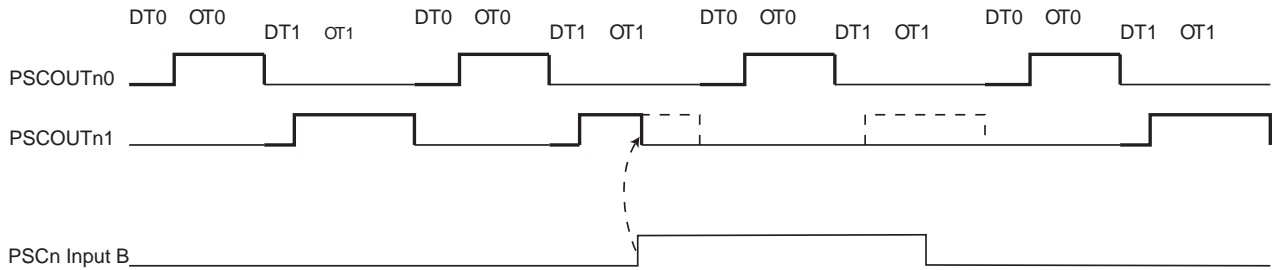 DT0 OT0 DT1 OT1 DT0 OT0 DT1 OT1 DT0 OT0 DT1 OT1 DT0 OT0 DT1 OT1
PSCOUTn0
PSCOUTn1
PSCn Input B